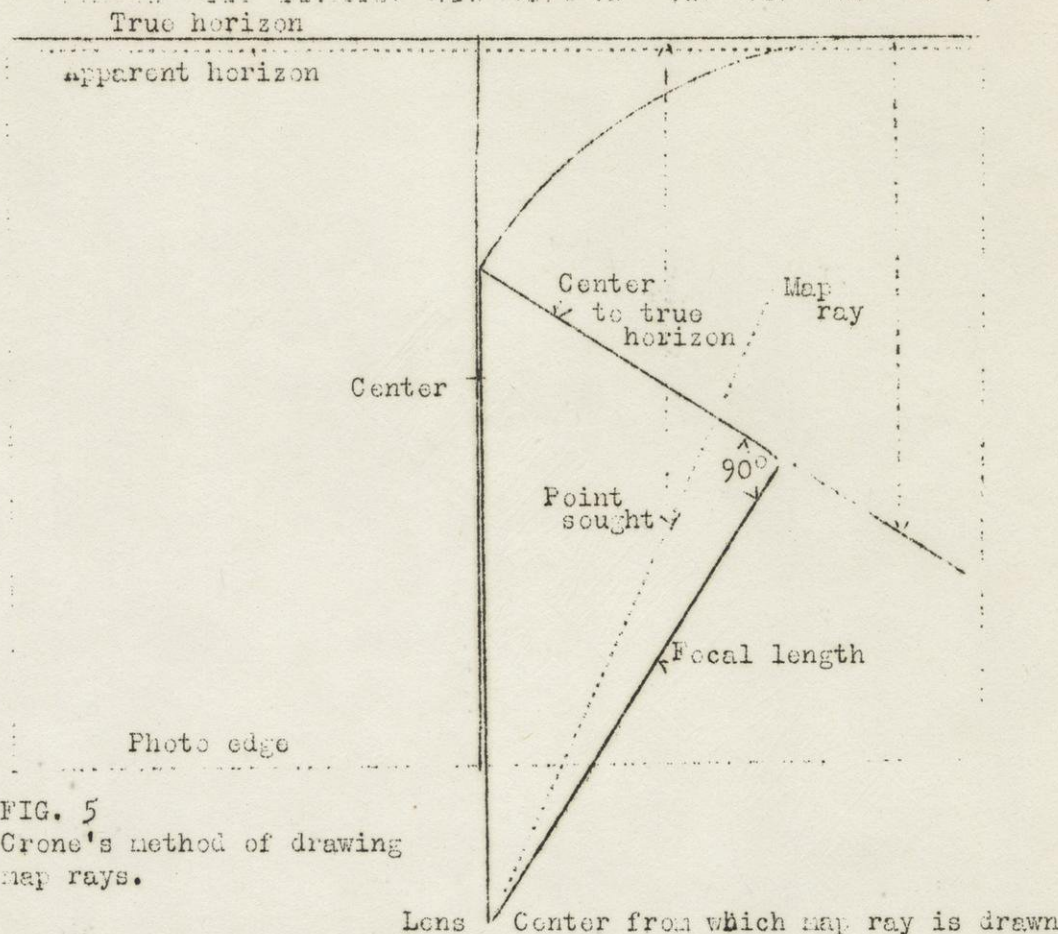 True horizon
Apparent horizon
Center
to true
horizon
Map
ray
Center
90°
Point
sought
Focal length
Photo edge
FIG. 5
Crone's method of drawing
map rays.
Lens
Center from which map ray is drawn